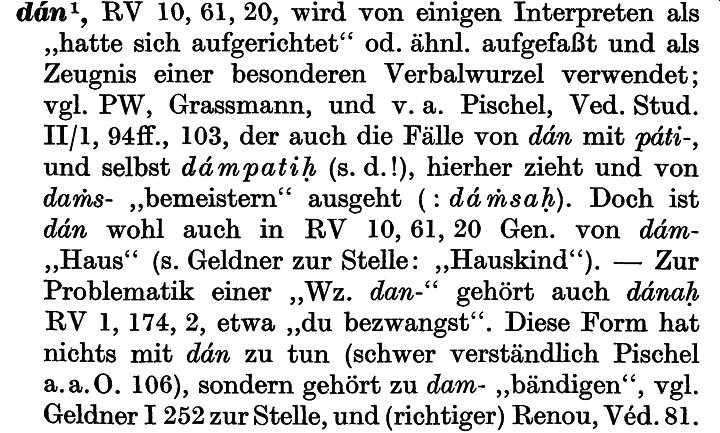 dán¹, RV 10, 61, 20, wird von einigen Interpreten als
„hatte sich aufgerichtet“ od. ähnl. aufgefaßt und als
Zeugnis einer besonderen Verbalwurzel verwendet;
vgl. PW, Grassmann, und v. a. Pischel, Ved. Stud.
II/1, 94ff., 103, der auch die Fälle von dán mit páti-,
und selbst dámpatiḥ (s. d.!), hierher zieht und von
daṁs- „bemeistern“ ausgeht (: dáṁsaḥ). Doch ist
dán wohl auch in RV 10, 61, 20 Gen. von dám-
„Haus“ (s. Geldner zur Stelle: „Hauskind“). — Zur
Problematik einer „Wz. dan-“ gehört auch dánaḥ
RV 1, 174, 2, etwa „du bezwangst“. Diese Form hat
nichts mit dán zu tun (schwer verständlich Pischel
a. a. O. 106), sondern gehört zu dam- „bändigen“, vgl.
Geldner I 252 zur Stelle, und (richtiger) Renou, Véd. 81.